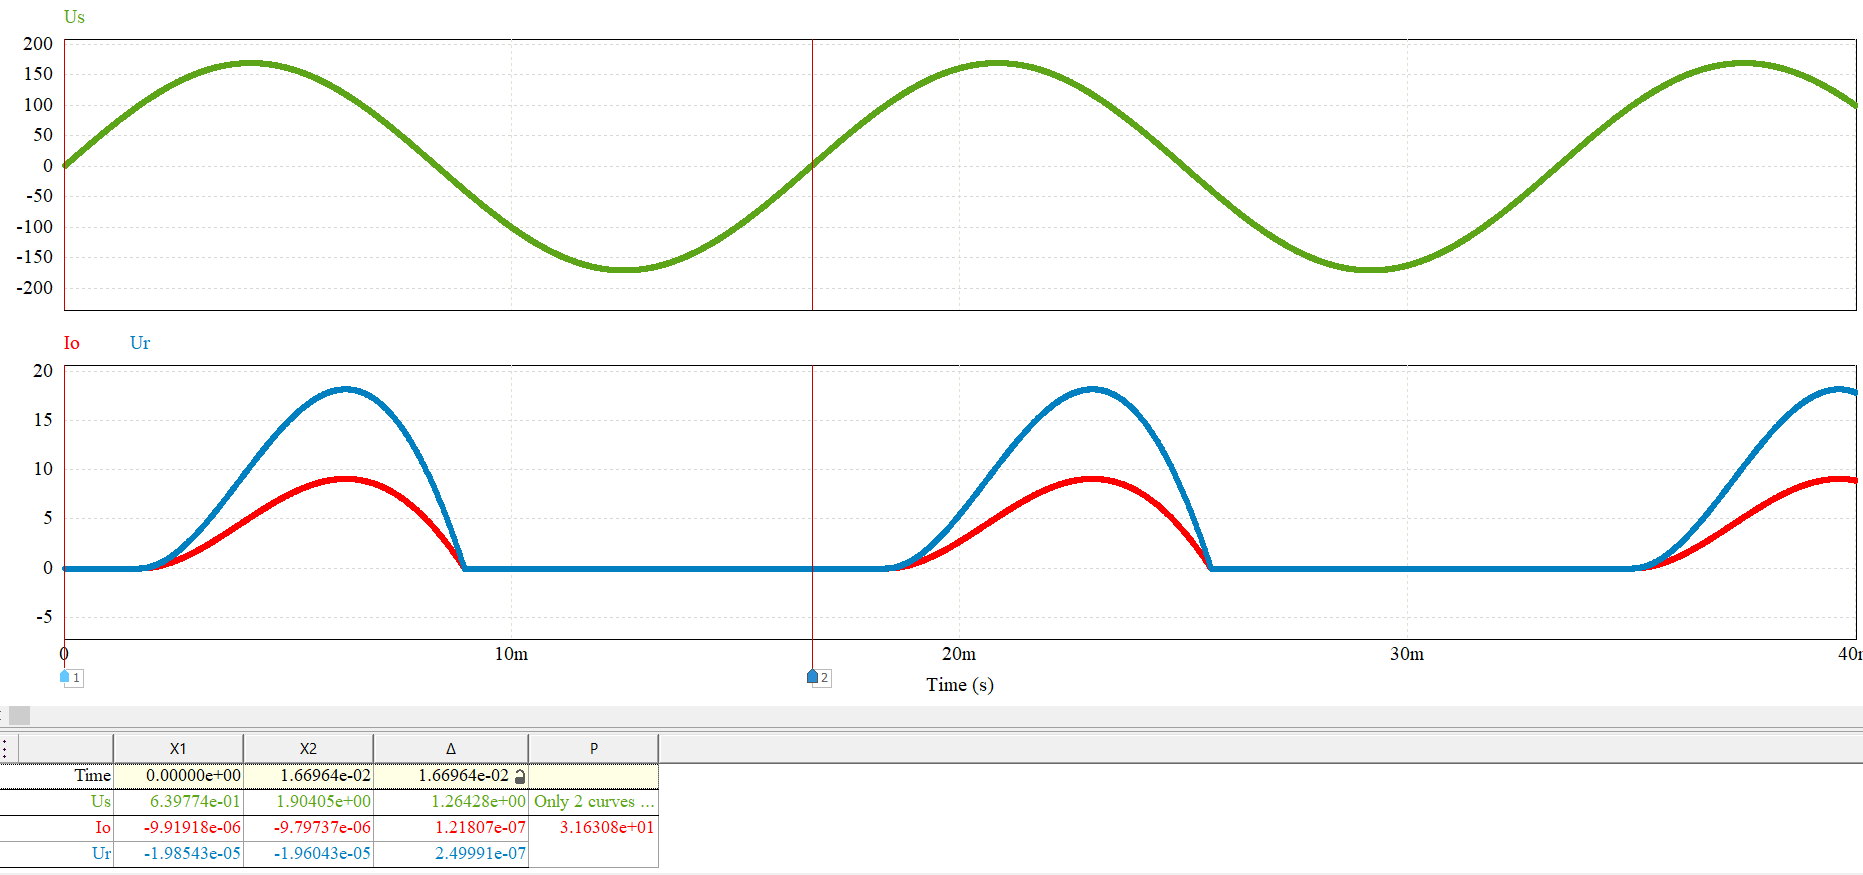 Us
200
150
100
50
0
-50
-100
-150
-200
Io Ur
20
15
10
5
0
-5
0 10m 20m 30m 40m
1 2
Time (s)
X1 X2 Δ P
Time 0.00000e+00 1.66964e-02 1.66964e-02
Us 6.39774e-01 1.90405e+00 1.26428e+00 Only 2 curves ...
Io -9.91918e-06 -9.79737e-06 1.21807e-07 3.16308e+01
Ur -1.98543e-05 -1.96043e-05 2.49991e-07